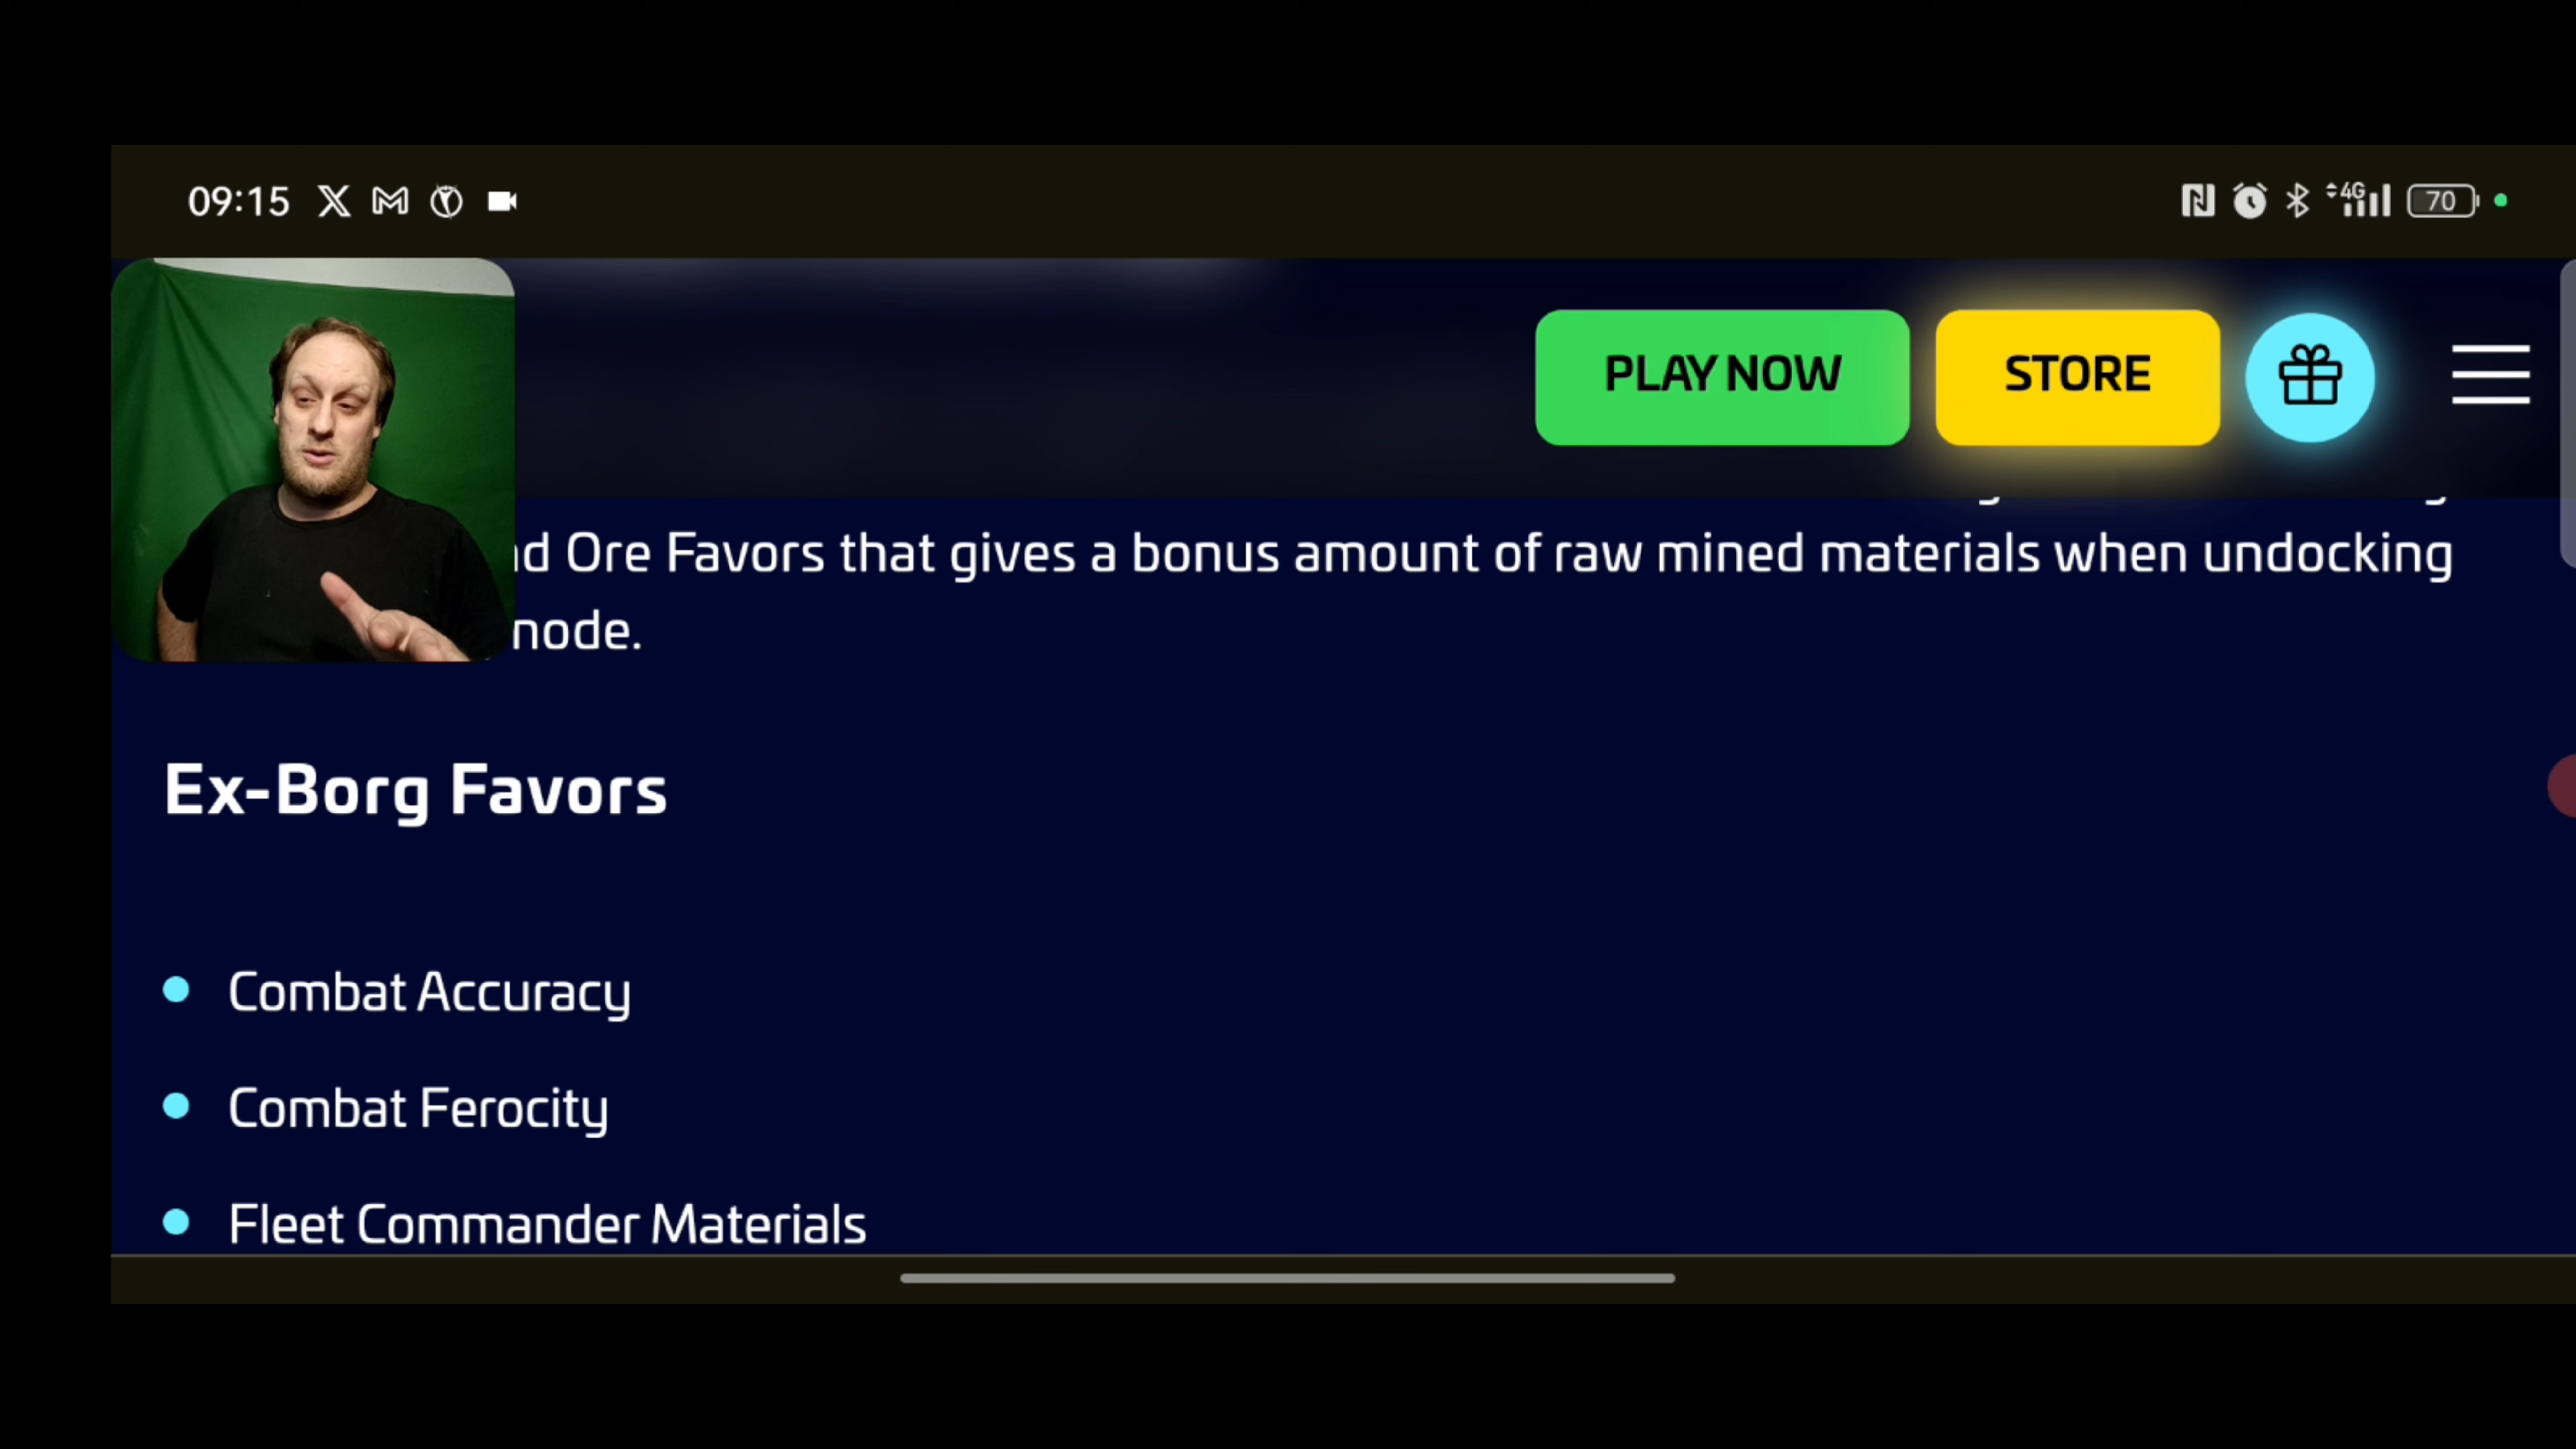 09:15
4G
70
PLAY NOW
STORE
Ore Favors that gives a bonus amount of raw mined materials when undocking
node.
Ex-Borg Favors
Combat Accuracy
Combat Ferocity
Fleet Commander Materials